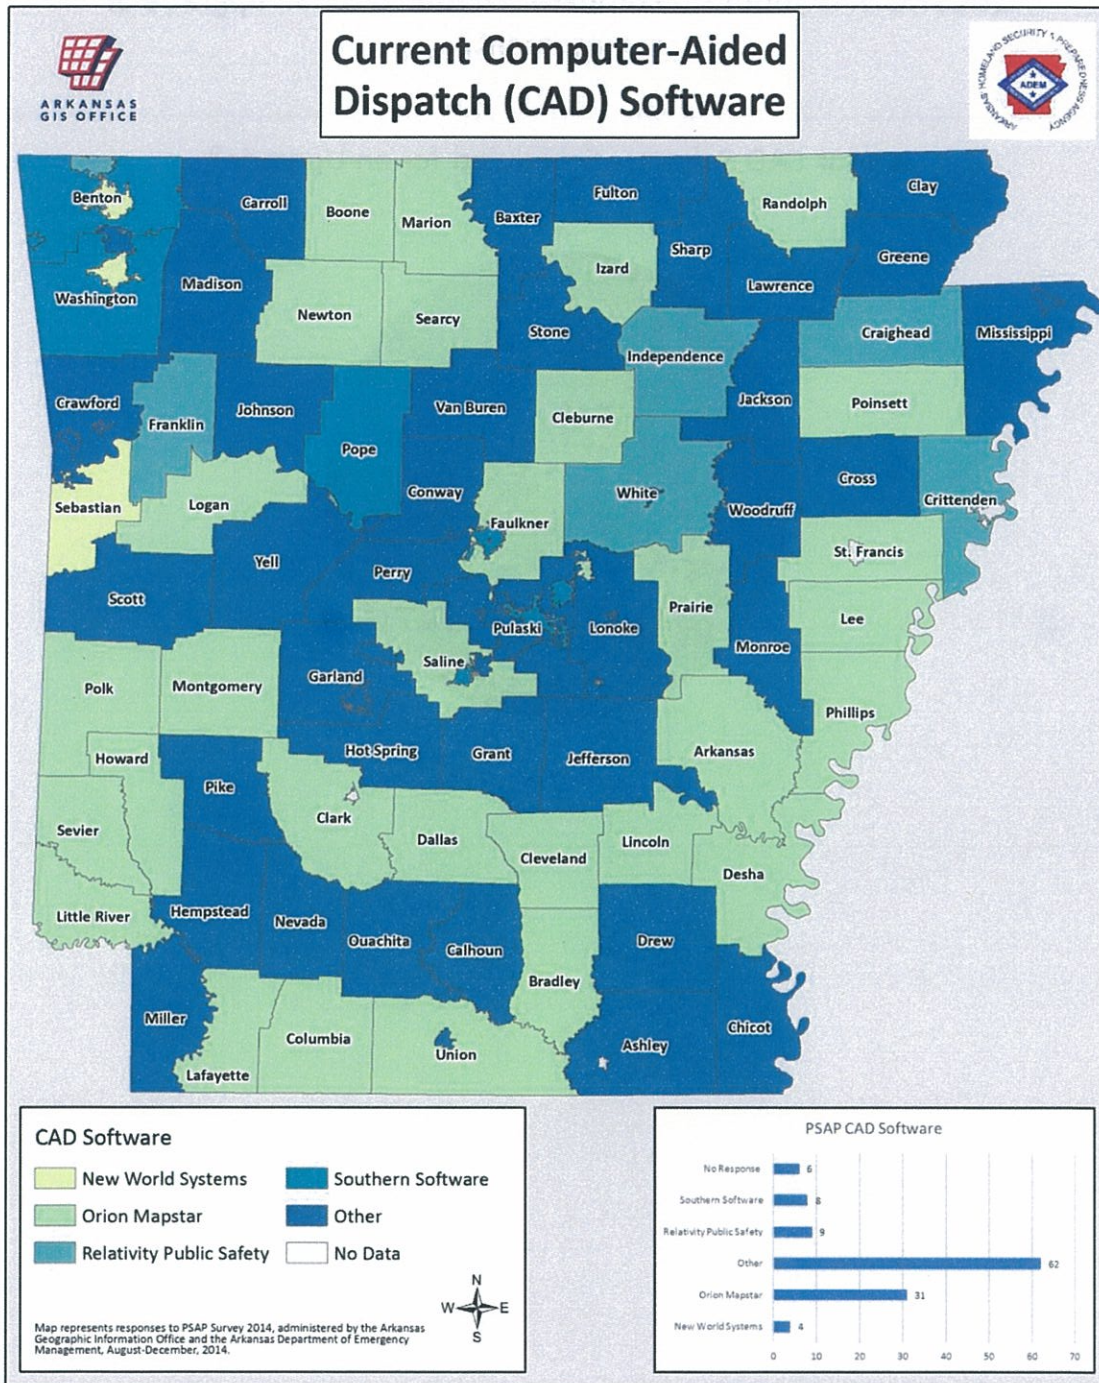 Current Computer-Aided
Dispatch (CAD) Software
ARKANSAS
GIS OFFICE
ARKANSAS' HOMELAND SECURITY & PREPAREDNESS AGENCY
ADEM
Benton
Carroll
Boone
Marion
Baxter
Fulton
Randolph
Clay
Washington
Madison
Newton
Searcy
Stone
Izard
Sharp
Lawrence
Greene
Independence
Craighead
Mississippi
Crawford
Franklin
Johnson
Pope
Van Buren
Cleburne
Jackson
Poinsett
Sebastian
Logan
Conway
Faulkner
White
Woodruff
Cross
Crittenden
Scott
Yell
Perry
Pulaski
Lonoke
Prairie
St. Francis
Lee
Monroe
Polk
Montgomery
Garland
Saline
Phillips
Howard
Pike
Hot Spring
Grant
Jefferson
Arkansas
Sevier
Clark
Dallas
Cleveland
Lincoln
Desha
Little River
Hempstead
Nevada
Ouachita
Calhoun
Bradley
Drew
Miller
Lafayette
Columbia
Union
Ashley
Chicot
CAD Software
New World Systems
Orion Mapstar
Relativity Public Safety
Southern Software
Other
No Data
N
W E
S
Map represents responses to PSAP Survey 2014, administered by the Arkansas
Geographic Information Office and the Arkansas Department of Emergency
Management, August-December, 2014.
PSAP CAD Software
No Response 6
Southern Software 8
Relativity Public Safety 9
Other 62
Orion Mapstar 31
New World Systems 4
0 10 20 30 40 50 60 70